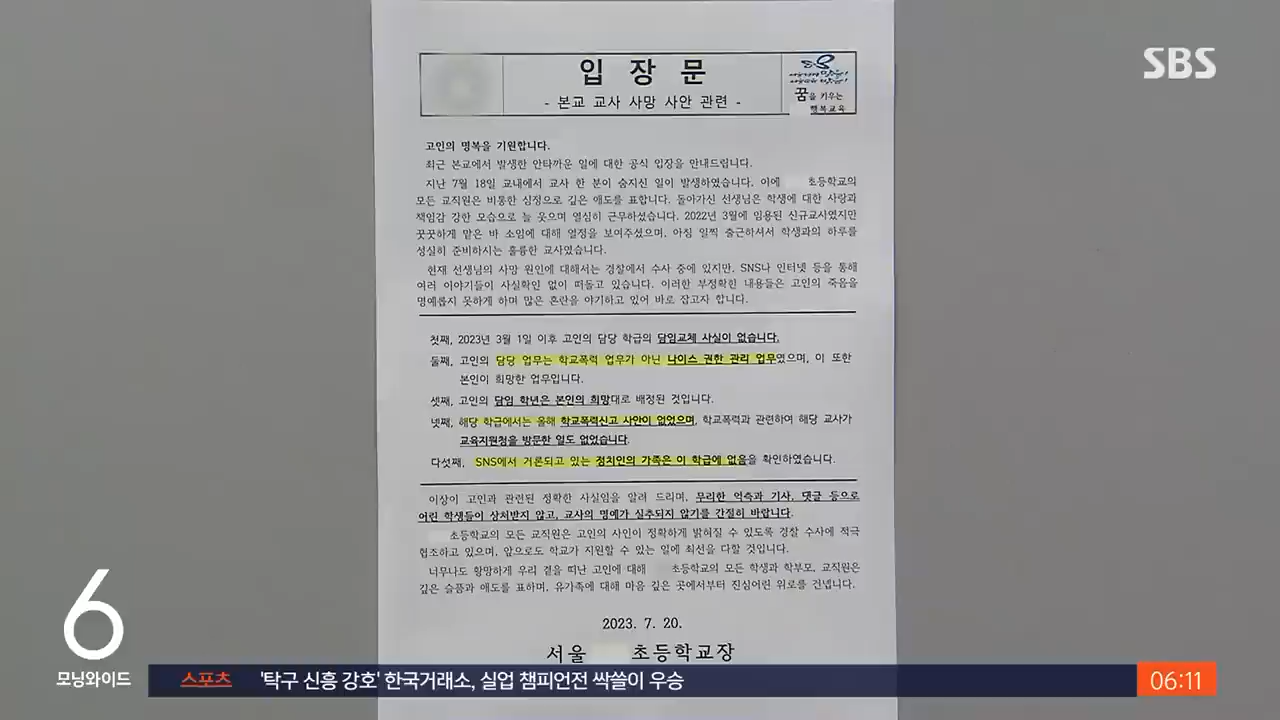 SBS
입 장 문
- 본교 교사 사망 사안 관련 -
꿈을 키우는
행복교육
고인의 명복을 기원합니다.
최근 본교에서 발생한 안타까운 일에 대한 공식 입장을 안내드립니다.
지난 7월 18일 교내에서 교사 한 분이 숨지신 일이 발생하였습니다. 이에 초등학교의
모든 교직원은 비통한 심정으로 깊은 애도를 표합니다. 돌아가신 선생님은 학생에 대한 사랑과
책임감 강한 모습으로 늘 웃으며 열심히 근무하셨습니다. 2022년 3월에 임용된 신규교사였지만
꿋꿋하게 맡은 바 소임에 대해 열정을 보여주셨으며, 아침 일찍 출근하셔서 학생과의 하루를
성실히 준비하시는 훌륭한 교사였습니다.
현재 선생님의 사망 원인에 대해서는 경찰에서 수사 중에 있지만, SNS나 인터넷 등을 통해
여러 이야기들이 사실확인 없이 떠돌고 있습니다. 이러한 부정확한 내용들은 고인의 죽음을
명예롭지 못하게 하며 많은 혼란을 야기하고 있어 바로 잡고자 합니다.
첫째, 2023년 3월 1일 이후 고인의 담당 학급의 담임교체 사실이 없습니다.
둘째, 고인의 담당 업무는 학교폭력 업무가 아닌 나이스 권한 관리 업무였으며, 이 또한
본인이 희망한 업무입니다.
셋째, 고인의 담임 학년은 본인의 희망대로 배정된 것입니다.
넷째, 해당 학급에서는 올해 학교폭력신고 사안이 없었으며, 학교폭력과 관련하여 해당 교사가
교육지원청을 방문한 일도 없었습니다.
다섯째, SNS에서 거론되고 있는 정치인의 가족은 이 학급에 없음을 확인하였습니다.
이상이 고인과 관련된 정확한 사실임을 알려 드리며, 무리한 억측과 기사, 댓글 등으로
어린 학생들이 상처받지 않고, 교사의 명예가 실추되지 않기를 간절히 바랍니다.
초등학교의 모든 교직원은 고인의 사인이 정확하게 밝혀질 수 있도록 경찰 수사에 적극
협조하고 있으며, 앞으로도 학교가 지원할 수 있는 일에 최선을 다할 것입니다.
너무나도 황망하게 우리 곁을 떠난 고인에 대해 초등학교의 모든 학생과 학부모, 교직원은
깊은 슬픔과 애도를 표하며, 유가족에 대해 마음 깊은 곳에서부터 진심어린 위로를 건넵니다.
2023. 7. 20.
서울 초등학교장
6
모닝와이드
스포츠 '탁구 신흥 강호' 한국거래소, 실업 챔피언전 싹쓸이 우승
06:11